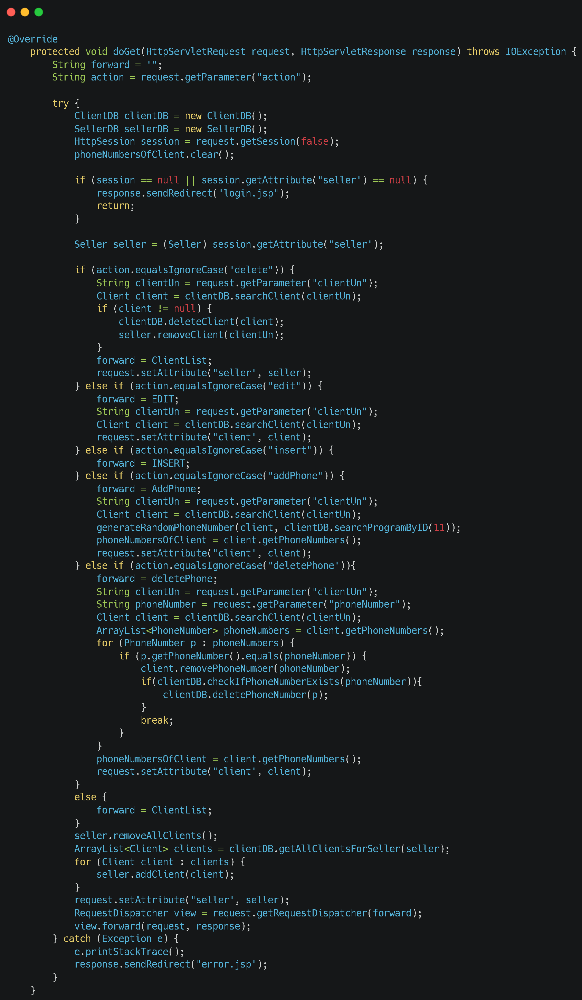 @Override
    protected void doGet(HttpServletRequest request, HttpServletResponse response) throws IOException {
        String forward = "";
        String action = request.getParameter("action");

        try {
            ClientDB clientDB = new ClientDB();
            SellerDB sellerDB = new SellerDB();
            HttpSession session = request.getSession(false);
            phoneNumbersOfClient.clear();

            if (session == null || session.getAttribute("seller") == null) {
                response.sendRedirect("login.jsp");
                return;
            }

            Seller seller = (Seller) session.getAttribute("seller");

            if (action.equalsIgnoreCase("delete")) {
                String clientUn = request.getParameter("clientUn");
                Client client = clientDB.searchClient(clientUn);
                if (client != null) {
                    clientDB.deleteClient(client);
                    seller.removeClient(clientUn);
                }
                forward = ClientList;
                request.setAttribute("seller", seller);
            } else if (action.equalsIgnoreCase("edit")) {
                forward = EDIT;
                String clientUn = request.getParameter("clientUn");
                Client client = clientDB.searchClient(clientUn);
                request.setAttribute("client", client);
            } else if (action.equalsIgnoreCase("insert")) {
                forward = INSERT;
            } else if (action.equalsIgnoreCase("addPhone")) {
                forward = AddPhone;
                String clientUn = request.getParameter("clientUn");
                Client client = clientDB.searchClient(clientUn);
                generateRandomPhoneNumber(client, clientDB.searchProgramByID(11));
                phoneNumbersOfClient = client.getPhoneNumbers();
                request.setAttribute("client", client);
            } else if (action.equalsIgnoreCase("deletePhone")){
                forward = deletePhone;
                String clientUn = request.getParameter("clientUn");
                String phoneNumber = request.getParameter("phoneNumber");
                Client client = clientDB.searchClient(clientUn);
                ArrayList<PhoneNumber> phoneNumbers = client.getPhoneNumbers();
                for (PhoneNumber p : phoneNumbers) {
                    if (p.getPhoneNumber().equals(phoneNumber)) {
                        client.removePhoneNumber(phoneNumber);
                        if(clientDB.checkIfPhoneNumberExists(phoneNumber)){
                            clientDB.deletePhoneNumber(p);
                        }
                        break;
                    }
                }
                phoneNumbersOfClient = client.getPhoneNumbers();
                request.setAttribute("client", client);
            }
            else {
                forward = ClientList;
            }
            seller.removeAllClients();
            ArrayList<Client> clients = clientDB.getAllClientsForSeller(seller);
            for (Client client : clients) {
                seller.addClient(client);
            }
            request.setAttribute("seller", seller);
            RequestDispatcher view = request.getRequestDispatcher(forward);
            view.forward(request, response);
        } catch (Exception e) {
            e.printStackTrace();
            response.sendRedirect("error.jsp");
        }
    }